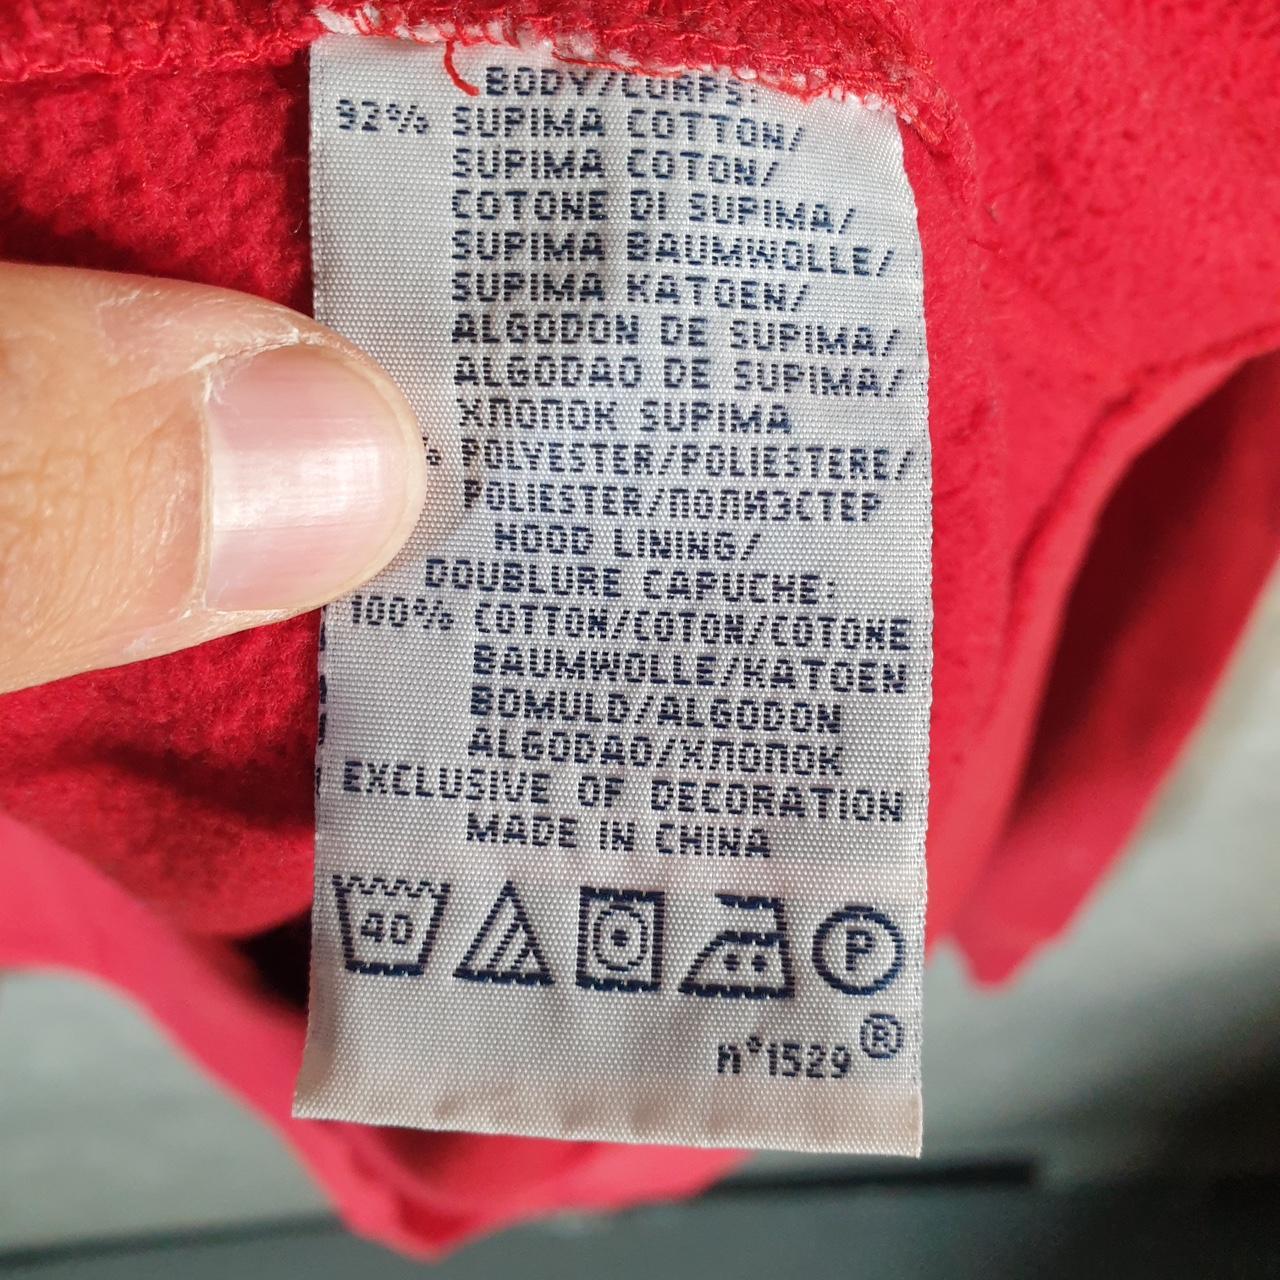 BODY/CORPS:
92% SUPIMA COTTON/
SUPIMA COTON/
COTONE DI SUPIMA/
SUPIMA BAUMWOLLE/
SUPIMA KATOEN/
ALGODON DE SUPIMA/
ALGODAO DE SUPIMA/
ХЛОПОК SUPIMA
% POLYESTER/POLIESTERE/
POLIESTER/ПОЛИЭСТЕР
HOOD LINING/
DOUBLURE CAPUCHE:
100% COTTON/COTON/COTONE
BAUMWOLLE/KATOEN
BOMULD/ALGODON
ALGODAO/ХЛОПОК
EXCLUSIVE OF DECORATION
MADE IN CHINA
40 P
n°1529®